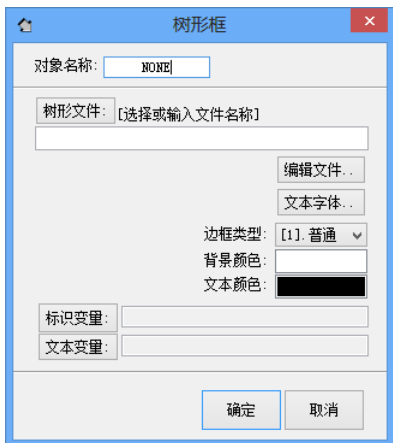 树形框
对象名称: NONE
树形文件: [选择或输入文件名称]
编辑文件..
文本字体..
边框类型: [1].普通
背景颜色:
文本颜色:
标识变量:
文本变量:
确定 取消